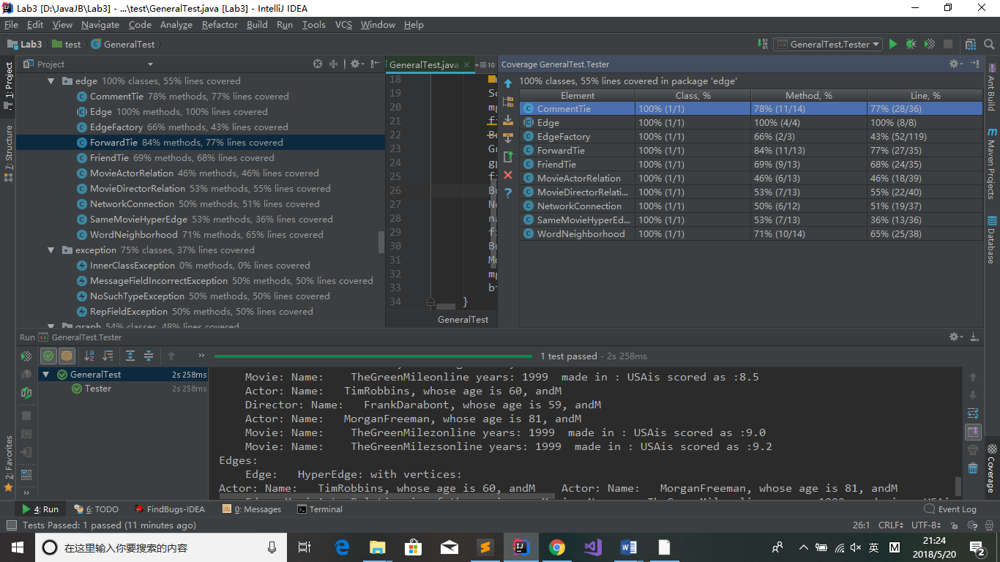 Lab3 [D:\JavaJB\Lab3] - ...\test\GeneralTest.java [Lab3] - IntelliJ IDEA
File Edit View Navigate Code Analyze Refactor Build Run Tools VCS Window Help
Lab3 test GeneralTest GeneralTest.Tester
1: Project
Z: Structure
2: Favorites
Project
edge 100% classes, 55% lines covered
CommentTie 78% methods, 77% lines covered
Edge 100% methods, 100% lines covered
EdgeFactory 66% methods, 43% lines covered
ForwardTie 84% methods, 77% lines covered
FriendTie 69% methods, 68% lines covered
MovieActorRelation 46% methods, 46% lines covered
MovieDirectorRelation 53% methods, 55% lines covered
NetworkConnection 50% methods, 51% lines covered
SameMovieHyperEdge 53% methods, 36% lines covered
WordNeighborhood 71% methods, 65% lines covered
exception 75% classes, 37% lines covered
InnerClassException 0% methods, 0% lines covered
MessageFieldIncorrectException 50% methods, 50% lines covered
NoSuchTypeException 50% methods, 50% lines covered
RepFieldException 50% methods, 50% lines covered
graph 54% classes, 48% lines covered
GeneralTest.java 10
18
19 Sc
20 mg
21 fi
22 Bu
23 Gr
24 gp
25 f
26 Bu
27 Ne
28 na
29 f
30 Bu
31 Mo
32 mg
33 bt
34 }
GeneralTest
Coverage GeneralTest.Tester
100% classes, 55% lines covered in package 'edge'
Element Class, % Method, % Line, %
CommentTie 100% (1/1) 78% (11/14) 77% (28/36)
Edge 100% (1/1) 100% (4/4) 100% (8/8)
EdgeFactory 100% (1/1) 66% (2/3) 43% (52/119)
ForwardTie 100% (1/1) 84% (11/13) 77% (27/35)
FriendTie 100% (1/1) 69% (9/13) 68% (24/35)
MovieActorRelation 100% (1/1) 46% (6/13) 46% (18/39)
MovieDirectorRelati... 100% (1/1) 53% (7/13) 55% (22/40)
NetworkConnection 100% (1/1) 50% (6/12) 51% (19/37)
SameMovieHyperEd... 100% (1/1) 53% (7/13) 36% (13/36)
WordNeighborhood 100% (1/1) 71% (10/14) 65% (25/38)
Ant Build
Maven Projects
Database
Coverage
Run GeneralTest.Tester
1 test passed - 2s 258ms
GeneralTest 2s 258ms
Tester 2s 258ms
Movie: Name: TheGreenMileonline years: 1999 made in : USAis scored as :8.5
Actor: Name: TimRobbins, whose age is 60, andM
Director: Name: FrankDarabont, whose age is 59, andM
Actor: Name: MorganFreeman, whose age is 81, andM
Movie: Name: TheGreenMilezonline years: 1999 made in : USAis scored as :9.0
Movie: Name: TheGreenMilezsonline years: 1999 made in : USAis scored as :9.2
Edges:
Edge: HyperEdge: with vertices:
Actor: Name: TimRobbins, whose age is 60, andM Actor: Name: MorganFreeman, whose age is 81, andM
4: Run 6: TODO FindBugs-IDEA 0: Messages Terminal Event Log
Tests Passed: 1 passed (11 minutes ago) 26:1 CRLF UTF-8
在这里输入你要搜索的内容
英 M
21:24
2018/5/20
2